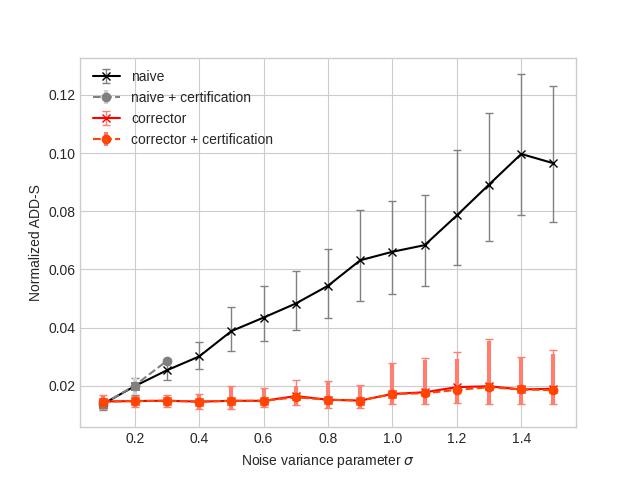 naive
naive + certification
corrector
corrector + certification
Normalized ADD-S
0.12
0.10
0.08
0.06
0.04
0.02
0.2 0.4 0.6 0.8 1.0 1.2 1.4
Noise variance parameter σ